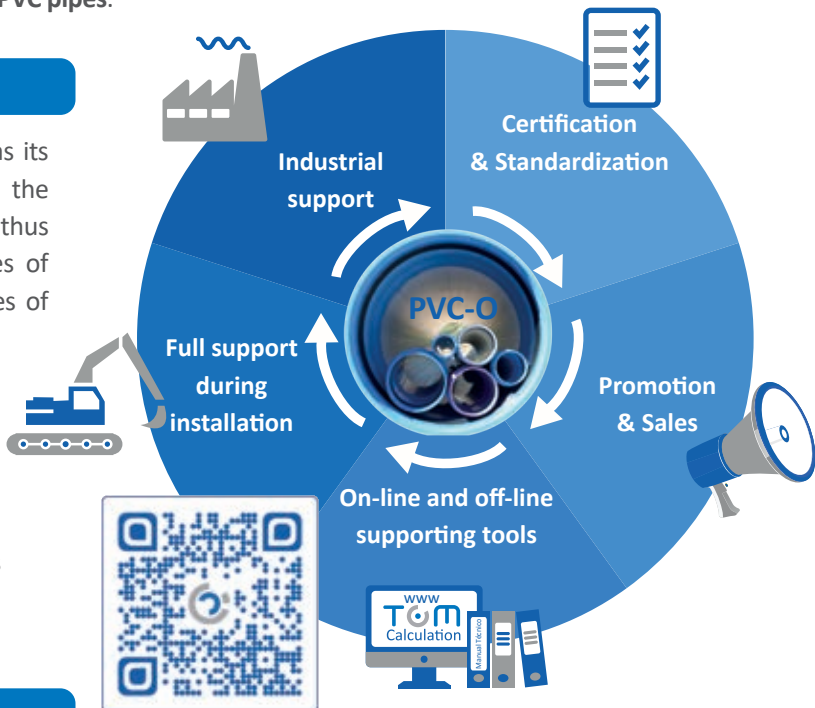 PVC pipes.
as its
the
thus
es of
es of
Industrial
support
Certification
& Standardization
PVC-O
Full support
during
installation
Promotion
& Sales
On-line and off-line
supporting tools
www
TOM
Calculation
Manual Técnico